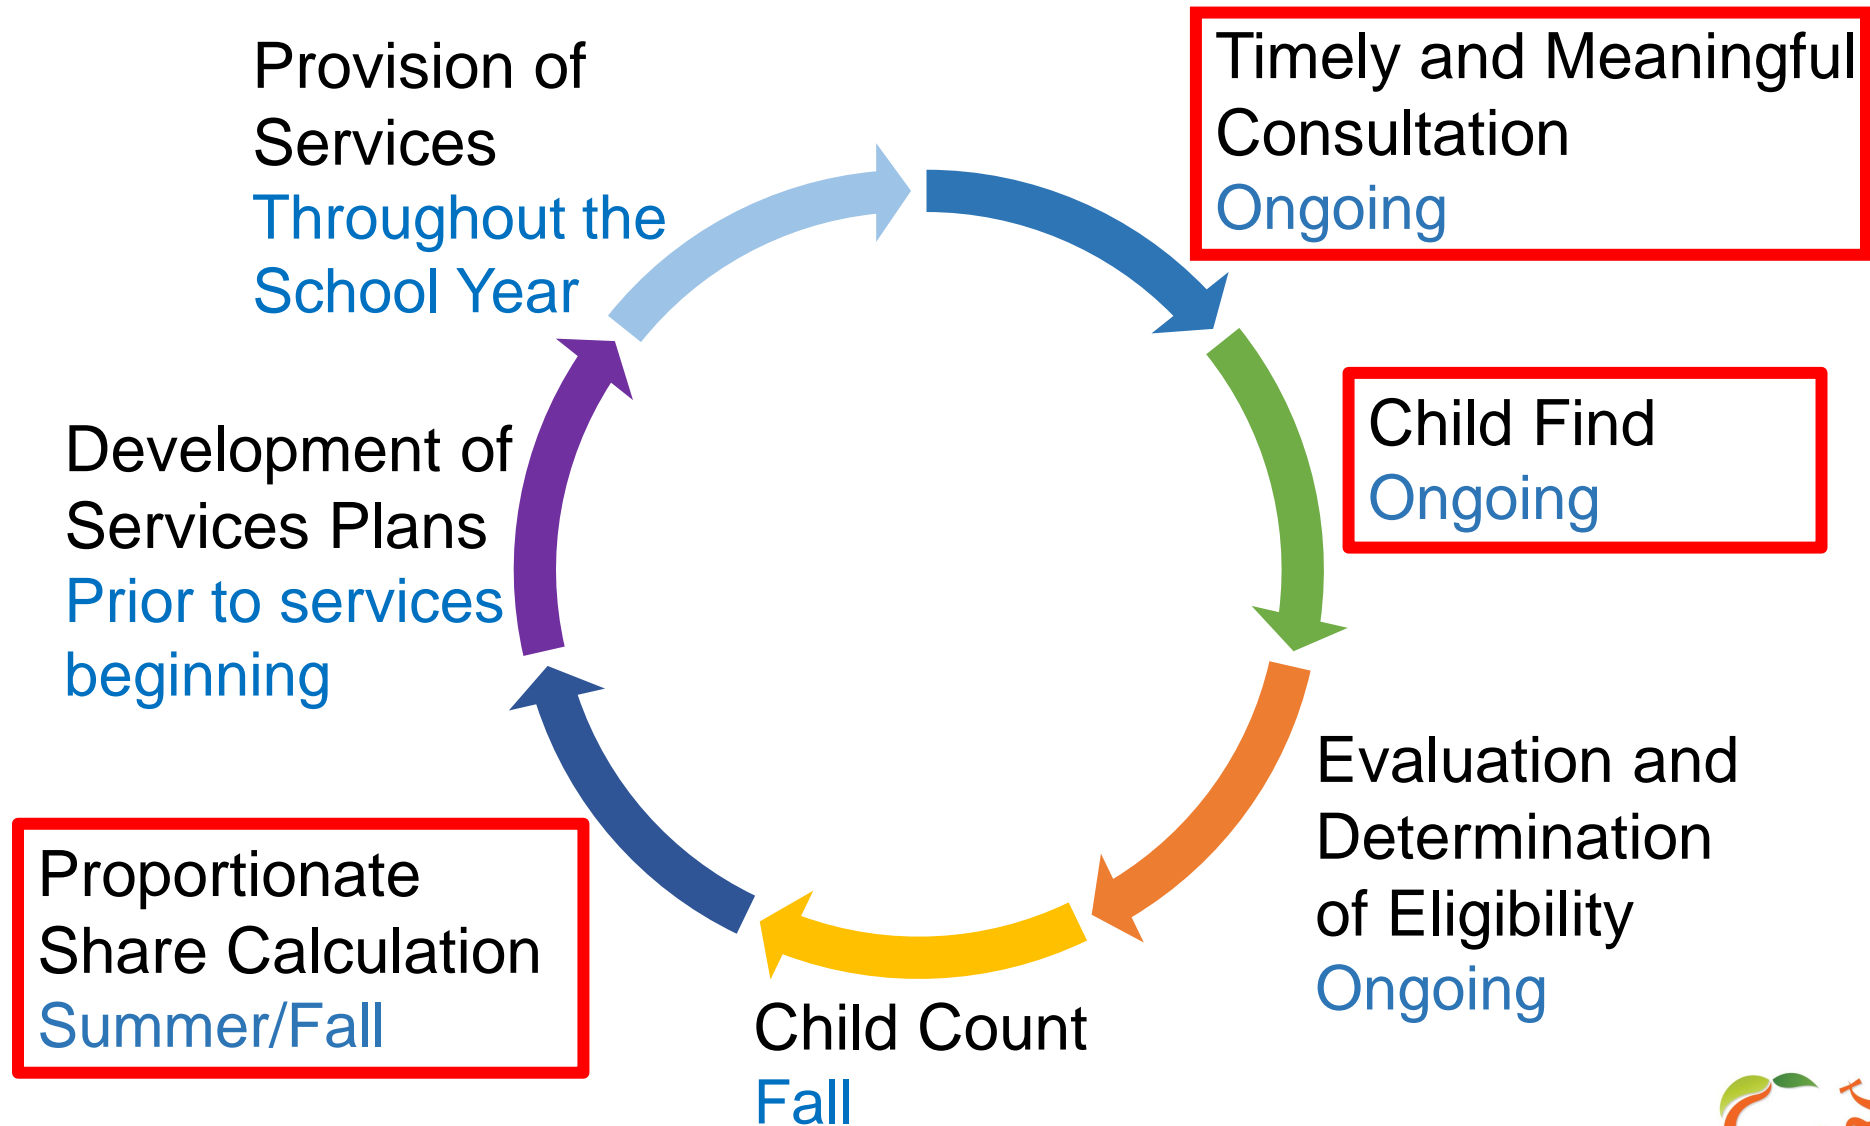 Provision of
Services
Throughout the
School Year
Timely and Meaningful
Consultation
Ongoing
Child Find
Ongoing
Evaluation and
Determination
of Eligibility
Ongoing
Child Count
Fall
Proportionate
Share Calculation
Summer/Fall
Development of
Services Plans
Prior to services
beginning